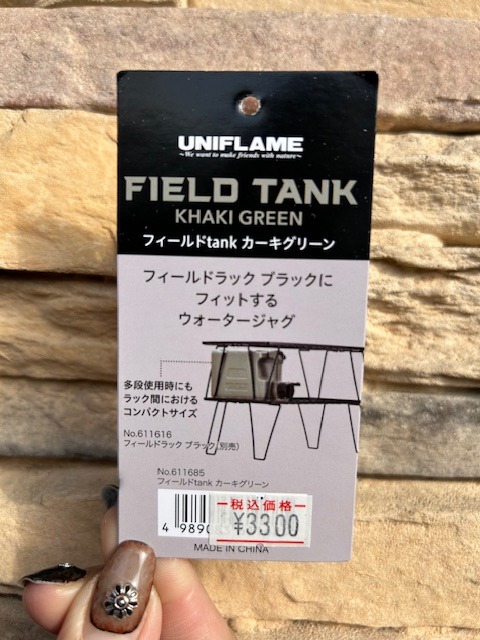 UNIFLAME
~We want to make friends with nature~
FIELD TANK
KHAKI GREEN
フィールドtank カーキグリーン
フィールドラック ブラックに
フィットする
ウォータージャグ
多段使用時にも
ラック間における
コンパクトサイズ
No.611616
フィールドラック ブラック(別売)
No.611685
フィールドtank カーキグリーン
税込価格
¥3300
4 9890
MADE IN CHINA